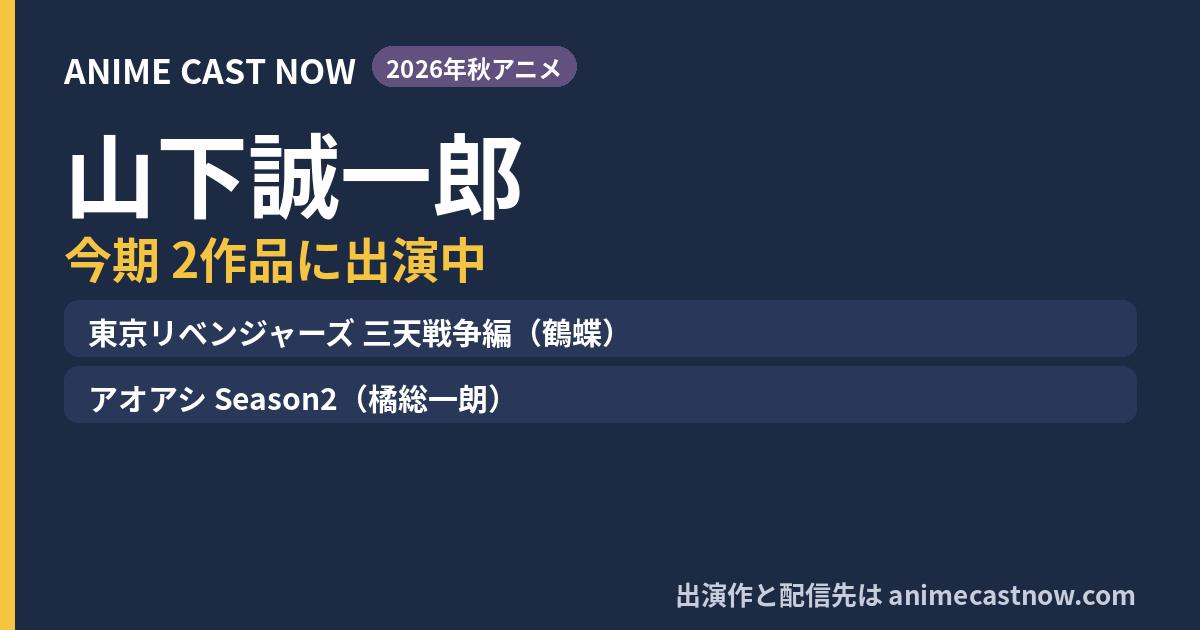 ANIME CAST NOW 2026年秋アニメ
山下誠一郎
今期 2作品に出演中
東京リベンジャーズ 三天戦争編（鶴蝶）
アオアシ Season2（橘総一朗）
出演作と配信先は animecastnow.com